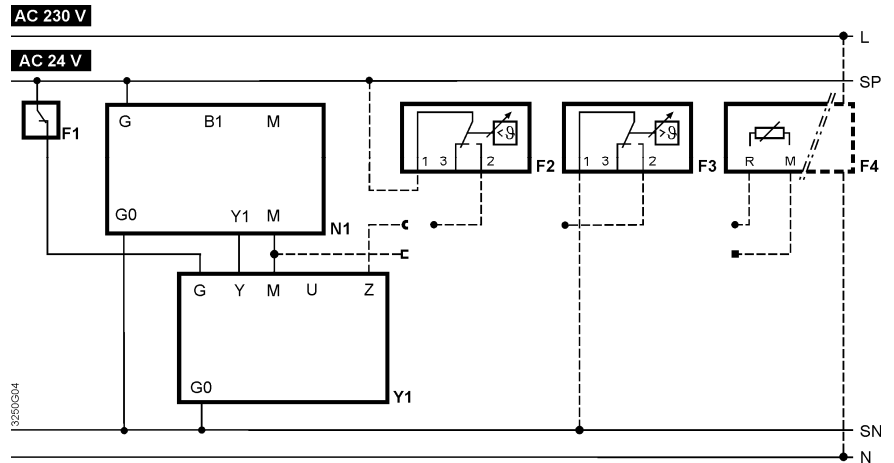 AC 230 V
L
AC 24 V
SP
F1
G B1 M
G0 Y1 M
N1
1 3 2
<ϑ
F2
1 3 2
>ϑ
F3
R M
F4
G Y M U Z
G0
Y1
3250G04
SN
N